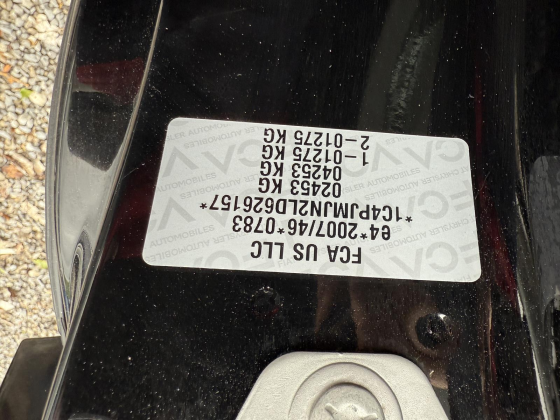 FCA US LLC
e4*2007/46*0783
*1C4PJMJN2LD626157*
02453 KG
04253 KG
1-01275 KG
2-01275 KG